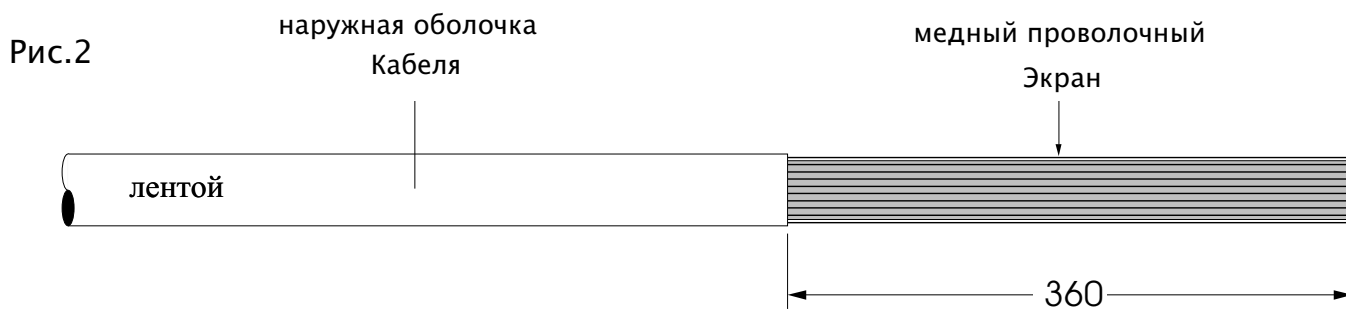 Рис.2
наружная оболочка
Кабеля
медный проволочный
Экран
лентой
360